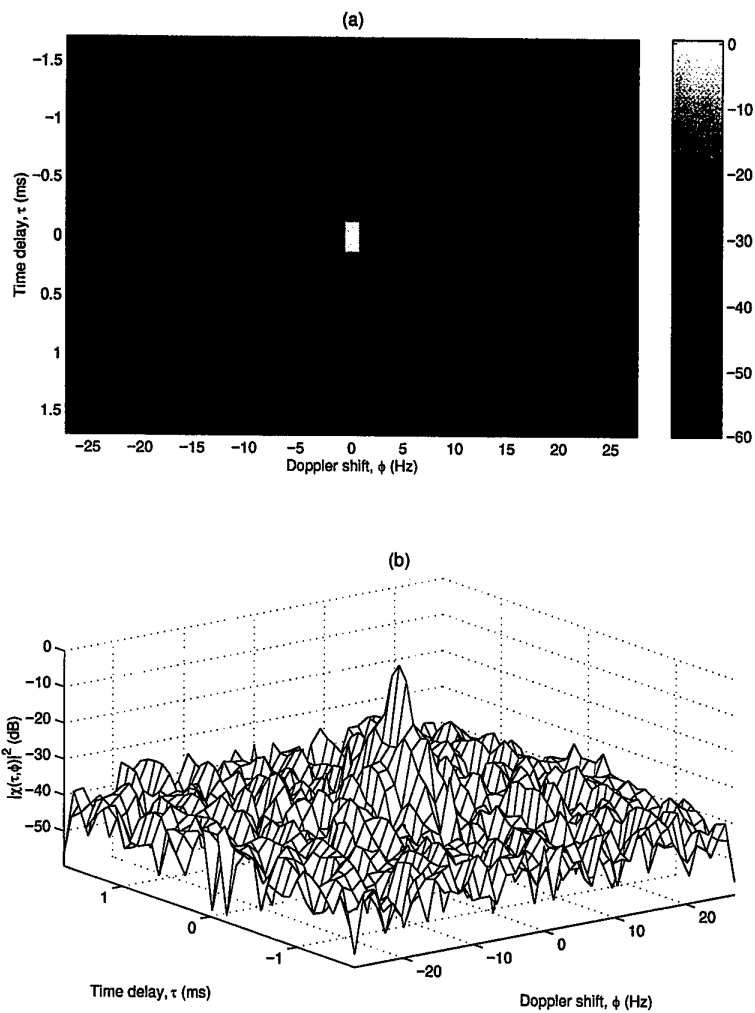 (a)
−1.5
−1
−0.5
0
0.5
1
1.5
Time delay, τ (ms)
−25 −20 −15 −10 −5 0 5 10 15 20 25
Doppler shift, ϕ (Hz)
0
−10
−20
−30
−40
−50
−60
(b)
0
−10
−20
−30
−40
−50
|χ(τ,ϕ)|² (dB)
1
0
−1
Time delay, τ (ms)
−20 −10 0 10 20
Doppler shift, ϕ (Hz)